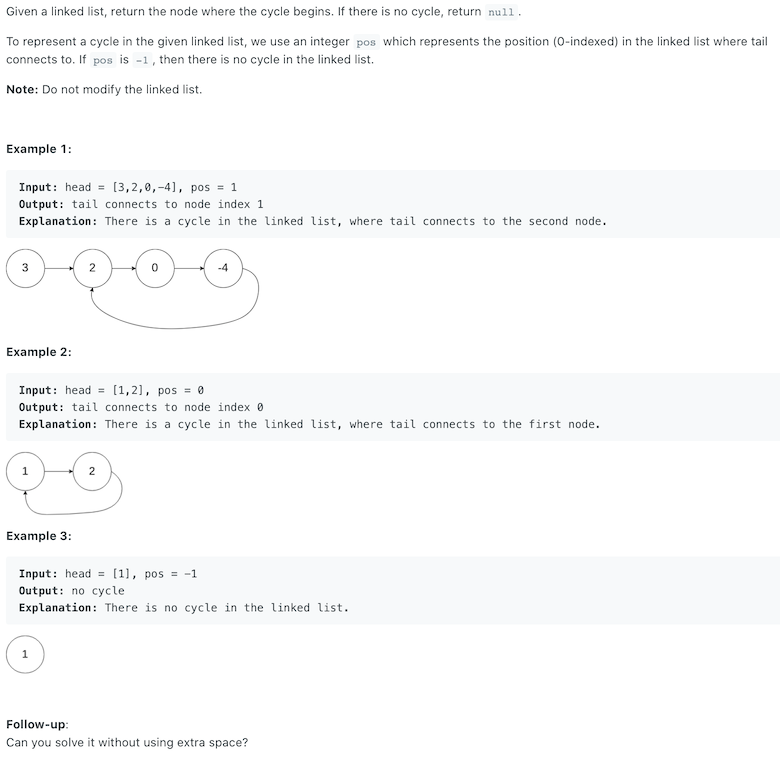 Given a linked list, return the node where the cycle begins. If there is no cycle, return null .
To represent a cycle in the given linked list, we use an integer pos which represents the position (0-indexed) in the linked list where tail
connects to. If pos is -1 , then there is no cycle in the linked list.
Note: Do not modify the linked list.
Example 1:
Input: head = [3,2,0,-4], pos = 1
Output: tail connects to node index 1
Explanation: There is a cycle in the linked list, where tail connects to the second node.
3 2 0 -4
Example 2:
Input: head = [1,2], pos = 0
Output: tail connects to node index 0
Explanation: There is a cycle in the linked list, where tail connects to the first node.
1 2
Example 3:
Input: head = [1], pos = -1
Output: no cycle
Explanation: There is no cycle in the linked list.
1
Follow-up:
Can you solve it without using extra space?